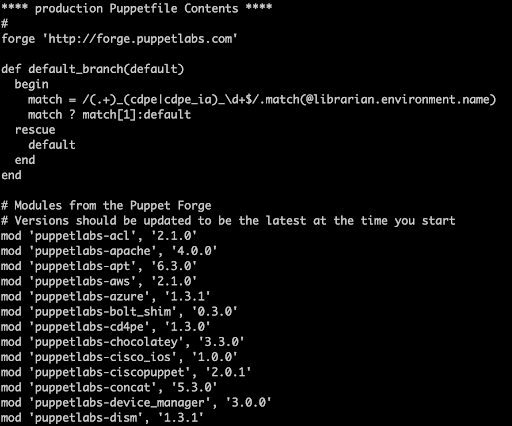 **** production Puppetfile Contents ****
#
forge 'http://forge.puppetlabs.com'

def default_branch(default)
  begin
    match = /(.+)_(cdpe|cdpe_ia)_\d+$/.match(@librarian.environment.name)
    match ? match[1]:default
  rescue
    default
  end
end

# Modules from the Puppet Forge
# Versions should be updated to be the latest at the time you start
mod 'puppetlabs-acl', '2.1.0'
mod 'puppetlabs-apache', '4.0.0'
mod 'puppetlabs-apt', '6.3.0'
mod 'puppetlabs-aws', '2.1.0'
mod 'puppetlabs-azure', '1.3.1'
mod 'puppetlabs-bolt_shim', '0.3.0'
mod 'puppetlabs-cd4pe', '1.3.0'
mod 'puppetlabs-chocolatey', '3.3.0'
mod 'puppetlabs-cisco_ios', '1.0.0'
mod 'puppetlabs-ciscopuppet', '2.0.1'
mod 'puppetlabs-concat', '5.3.0'
mod 'puppetlabs-device_manager', '3.0.0'
mod 'puppetlabs-dism', '1.3.1'